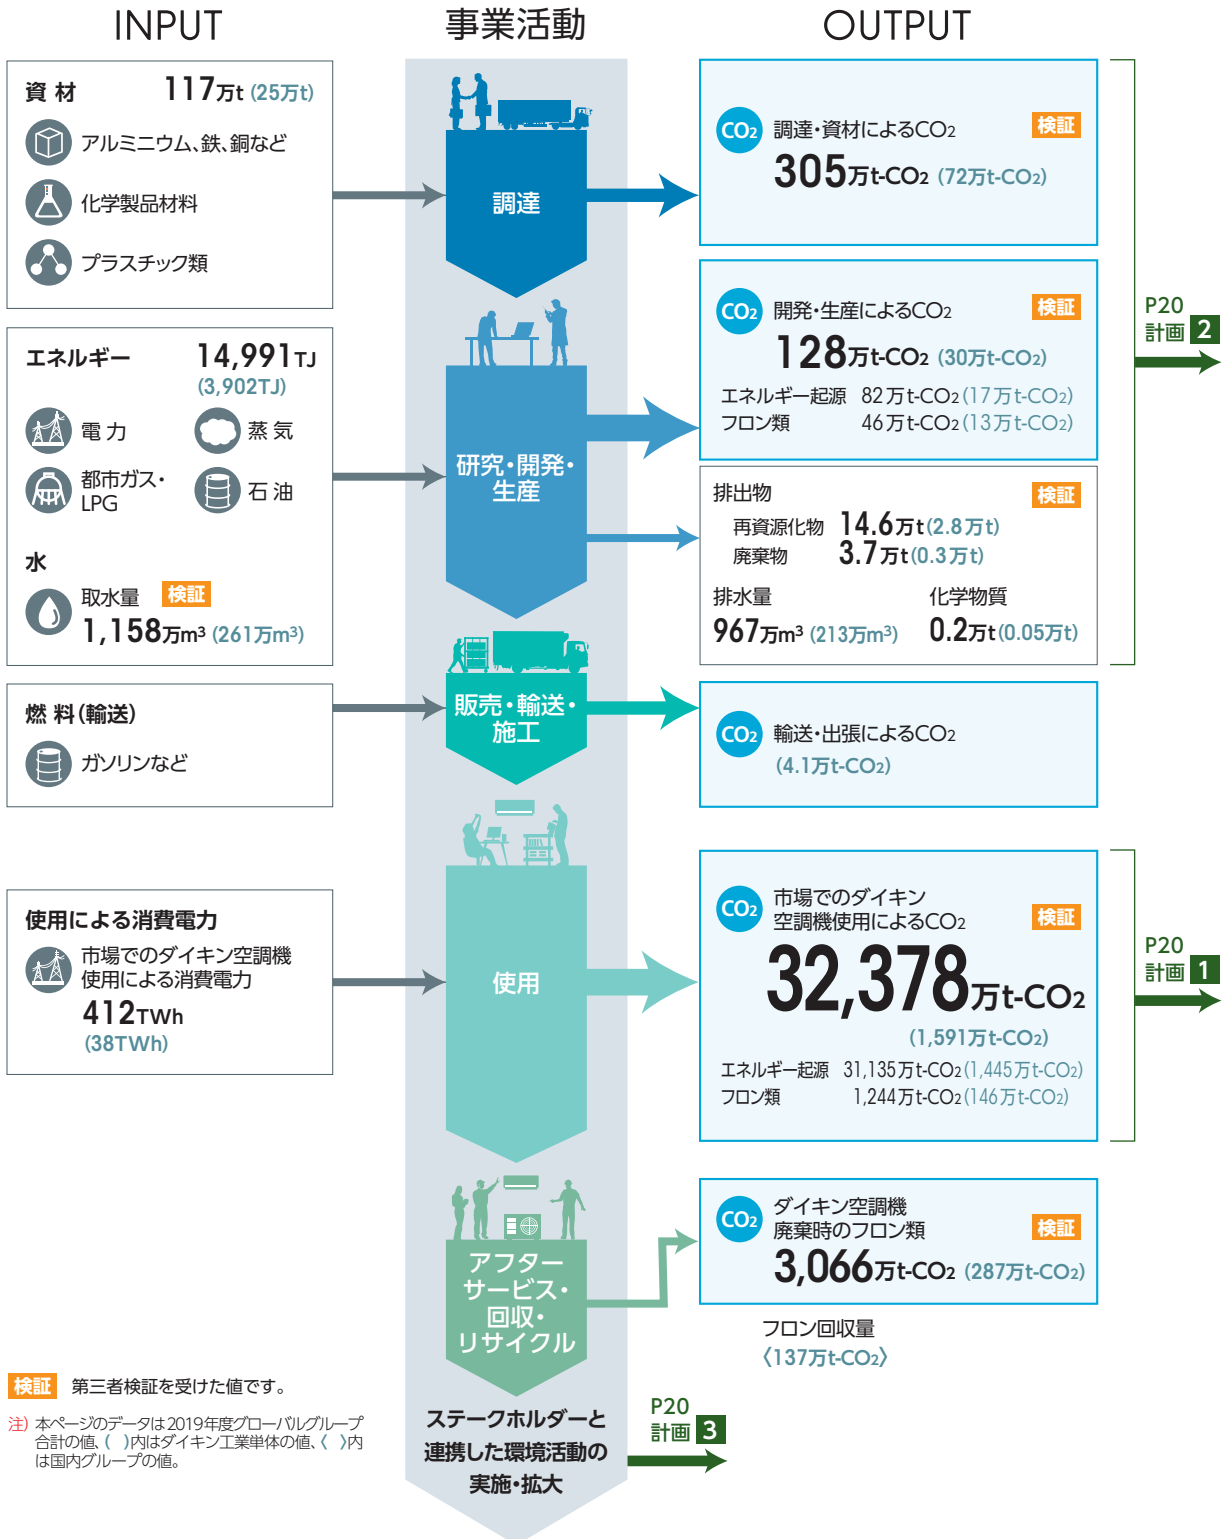 INPUT
事業活動
OUTPUT
資材 117万t (25万t)
アルミニウム、鉄、銅など
化学製品材料
プラスチック類
調達
CO2 調達・資材によるCO2 検証
305万t-CO2 (72万t-CO2)
エネルギー 14,991TJ
(3,902TJ)
電力 蒸気
都市ガス・
LPG
石油
水
取水量 検証
1,158万m³ (261万m³)
研究・開発・
生産
CO2 開発・生産によるCO2 検証
128万t-CO2 (30万t-CO2)
エネルギー起源 82万t-CO2(17万t-CO2)
フロン類 46万t-CO2(13万t-CO2)
排出物 検証
再資源化物 14.6万t(2.8万t)
廃棄物 3.7万t(0.3万t)
排水量 化学物質
967万m³ (213万m³) 0.2万t(0.05万t)
P20
計画 2
燃料(輸送)
ガソリンなど
販売・輸送・
施工
CO2 輸送・出張によるCO2
(4.1万t-CO2)
使用による消費電力
市場でのダイキン空調機
使用による消費電力
412TWh
(38TWh)
使用
CO2 市場でのダイキン
空調機使用によるCO2 検証
32,378万t-CO2
(1,591万t-CO2)
エネルギー起源 31,135万t-CO2(1,445万t-CO2)
フロン類 1,244万t-CO2(146万t-CO2)
P20
計画 1
アフター
サービス・
回収・
リサイクル
CO2 ダイキン空調機
廃棄時のフロン類 検証
3,066万t-CO2 (287万t-CO2)
フロン回収量
〈137万t-CO2〉
ステークホルダーと
連携した環境活動の
実施・拡大
P20
計画 3
検証 第三者検証を受けた値です。
注) 本ページのデータは2019年度グローバルグループ
合計の値、( )内はダイキン工業単体の値、〈 〉内
は国内グループの値。